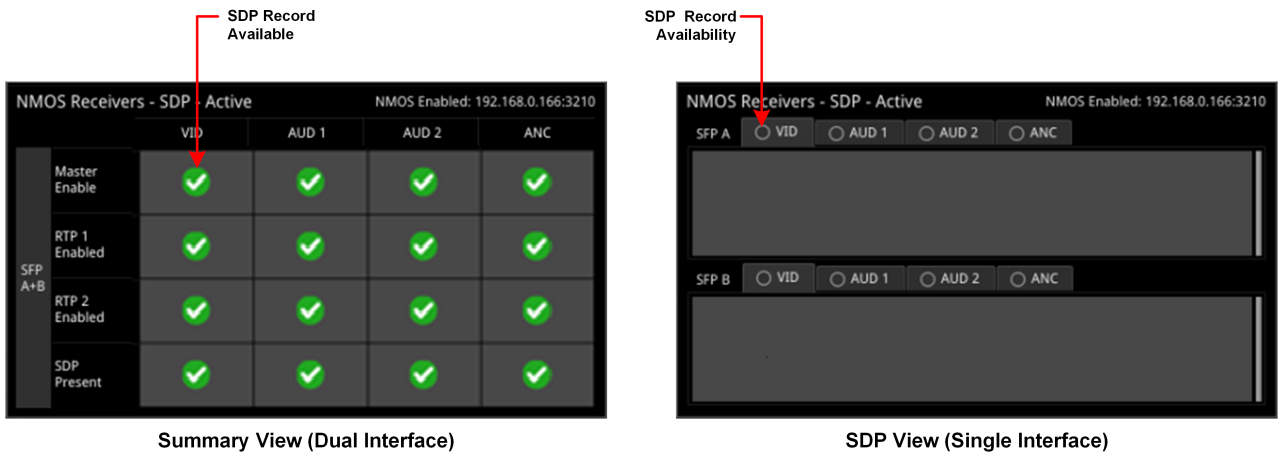 SDP Record
Available
NMOS Receivers - SDP - Active
NMOS Enabled: 192.168.0.166:3210
VID
AUD 1
AUD 2
ANC
SFP
A+B
Master
Enable
RTP 1
Enabled
RTP 2
Enabled
SDP
Present
Summary View (Dual Interface)
SDP Record
Availability
NMOS Receivers - SDP - Active
NMOS Enabled: 192.168.0.166:3210
SFP A
VID
AUD 1
AUD 2
ANC
SFP B
VID
AUD 1
AUD 2
ANC
SDP View (Single Interface)